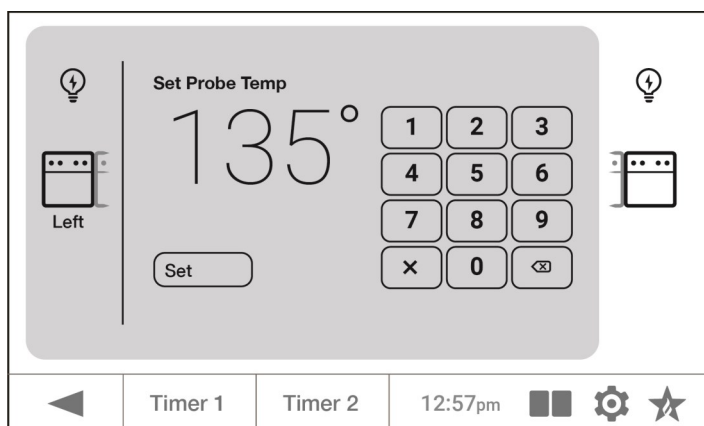 Set Probe Temp
135°
1 2 3
4 5 6
7 8 9
× 0 ⌫
Left
Set
Timer 1 Timer 2 12:57pm